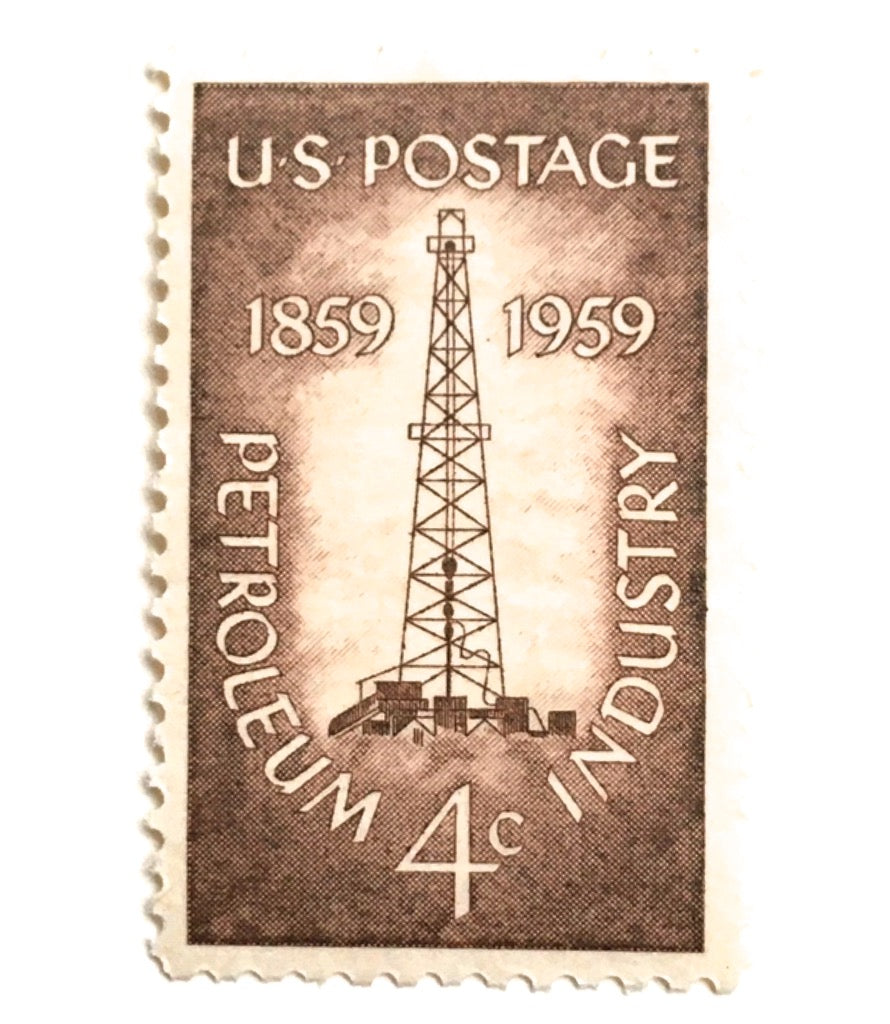 U·S·POSTAGE
1859 1959
PETROLEUM INDUSTRY
4c